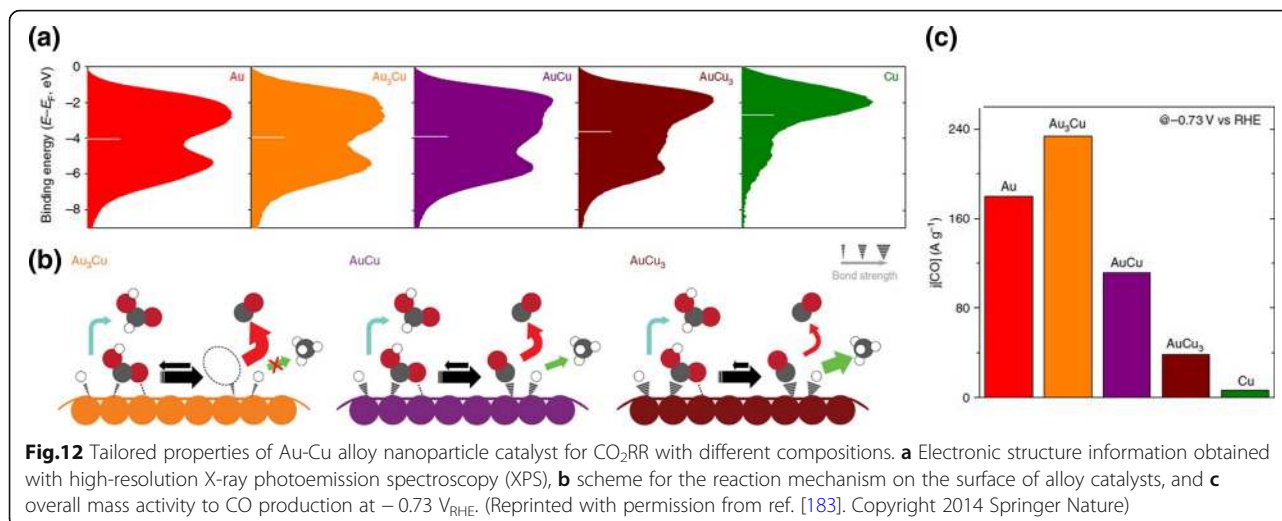 (a)
0
−2
−4
−6
−8
Binding energy (E−E_F, eV)
Au
Au₃Cu
AuCu
AuCu₃
Cu
(b)
Au₃Cu
AuCu
AuCu₃
Bond strength
(c)
@−0.73 V vs RHE
240
160
80
0
j[CO] (A g⁻¹)
Au
Au₃Cu
AuCu
AuCu₃
Cu
Fig.12 Tailored properties of Au-Cu alloy nanoparticle catalyst for CO₂RR with different compositions. a Electronic structure information obtained
with high-resolution X-ray photoemission spectroscopy (XPS), b scheme for the reaction mechanism on the surface of alloy catalysts, and c
overall mass activity to CO production at − 0.73 V_RHE. (Reprinted with permission from ref. [183]. Copyright 2014 Springer Nature)